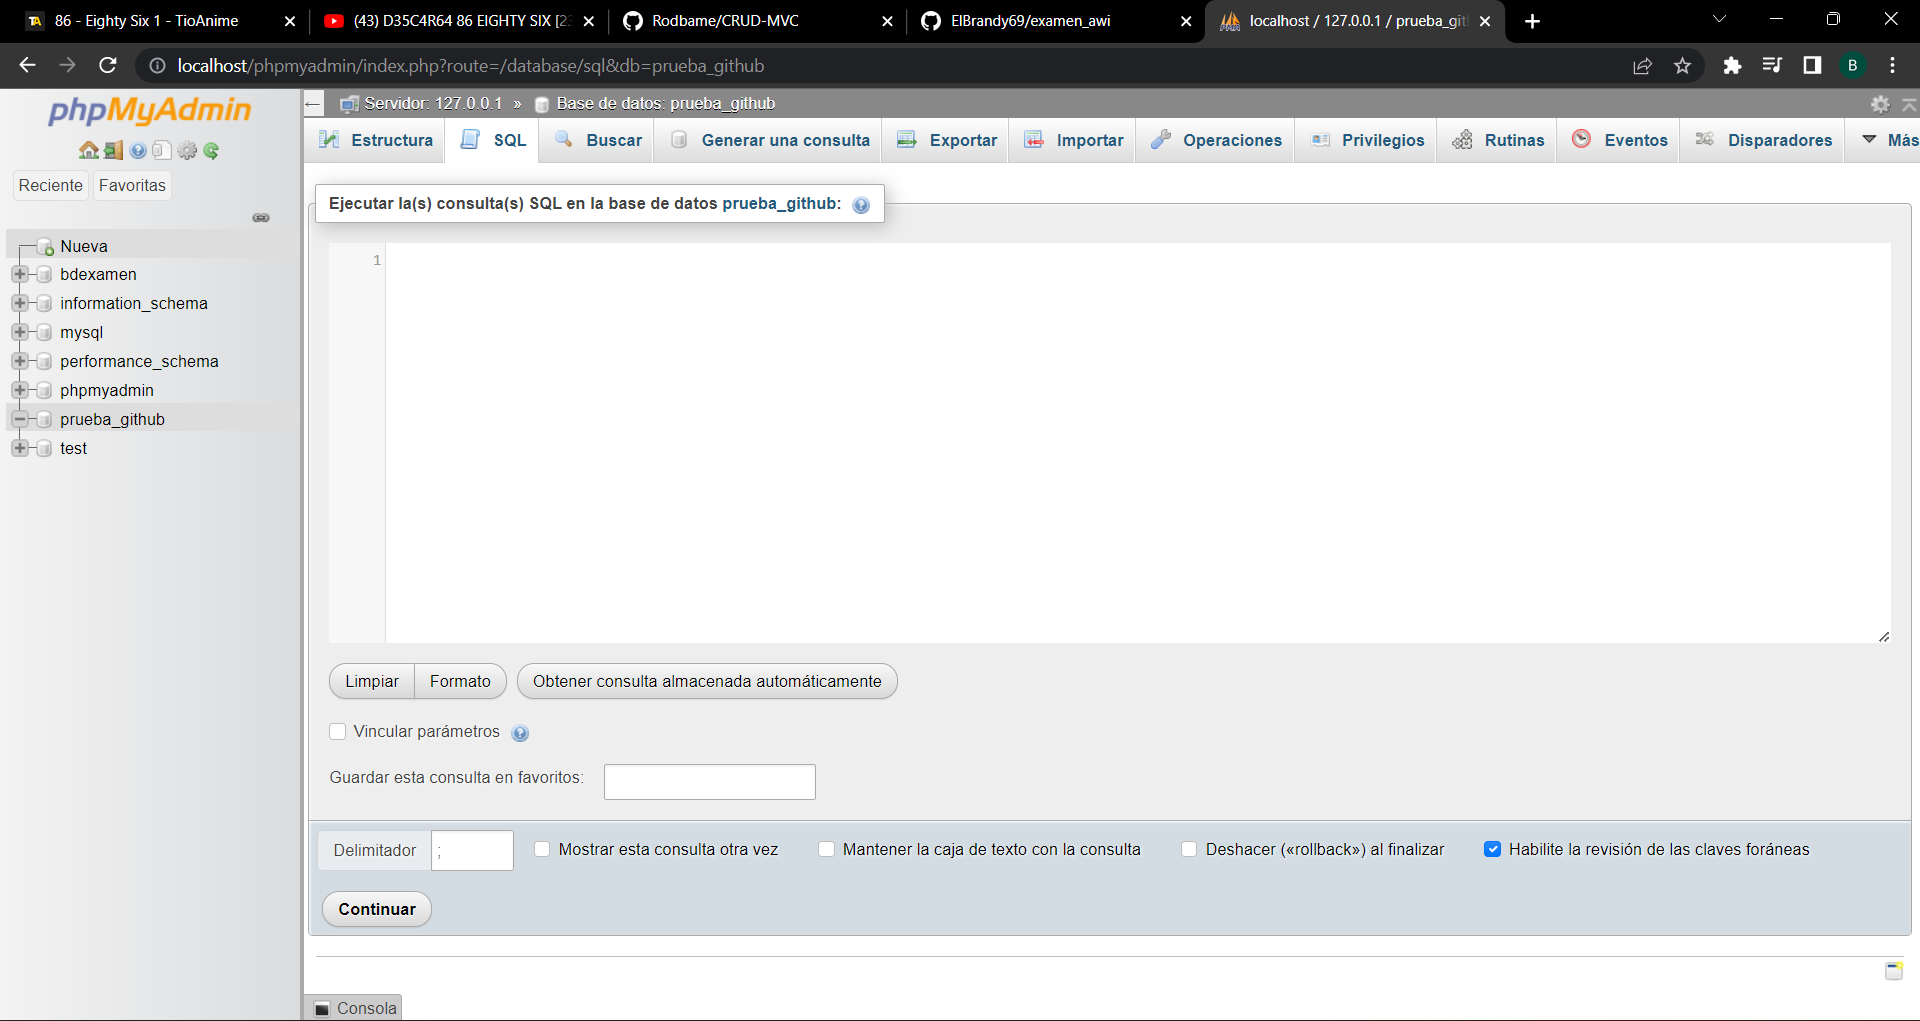 86 - Eighty Six 1 - TioAnime
(43) D35C4R64 86 EIGHTY SIX [23
Rodbame/CRUD-MVC
ElBrandy69/examen_awi
localhost / 127.0.0.1 / prueba_git
localhost/phpmyadmin/index.php?route=/database/sql&db=prueba_github
B
phpMyAdmin
Reciente
Favoritas
Nueva
bdexamen
information_schema
mysql
performance_schema
phpmyadmin
prueba_github
test
Servidor: 127.0.0.1 » Base de datos: prueba_github
Estructura
SQL
Buscar
Generar una consulta
Exportar
Importar
Operaciones
Privilegios
Rutinas
Eventos
Disparadores
Más
Ejecutar la(s) consulta(s) SQL en la base de datos prueba_github:
1
Limpiar
Formato
Obtener consulta almacenada automáticamente
Vincular parámetros
Guardar esta consulta en favoritos:
Delimitador
;
Mostrar esta consulta otra vez
Mantener la caja de texto con la consulta
Deshacer («rollback») al finalizar
Habilite la revisión de las claves foráneas
Continuar
Consola